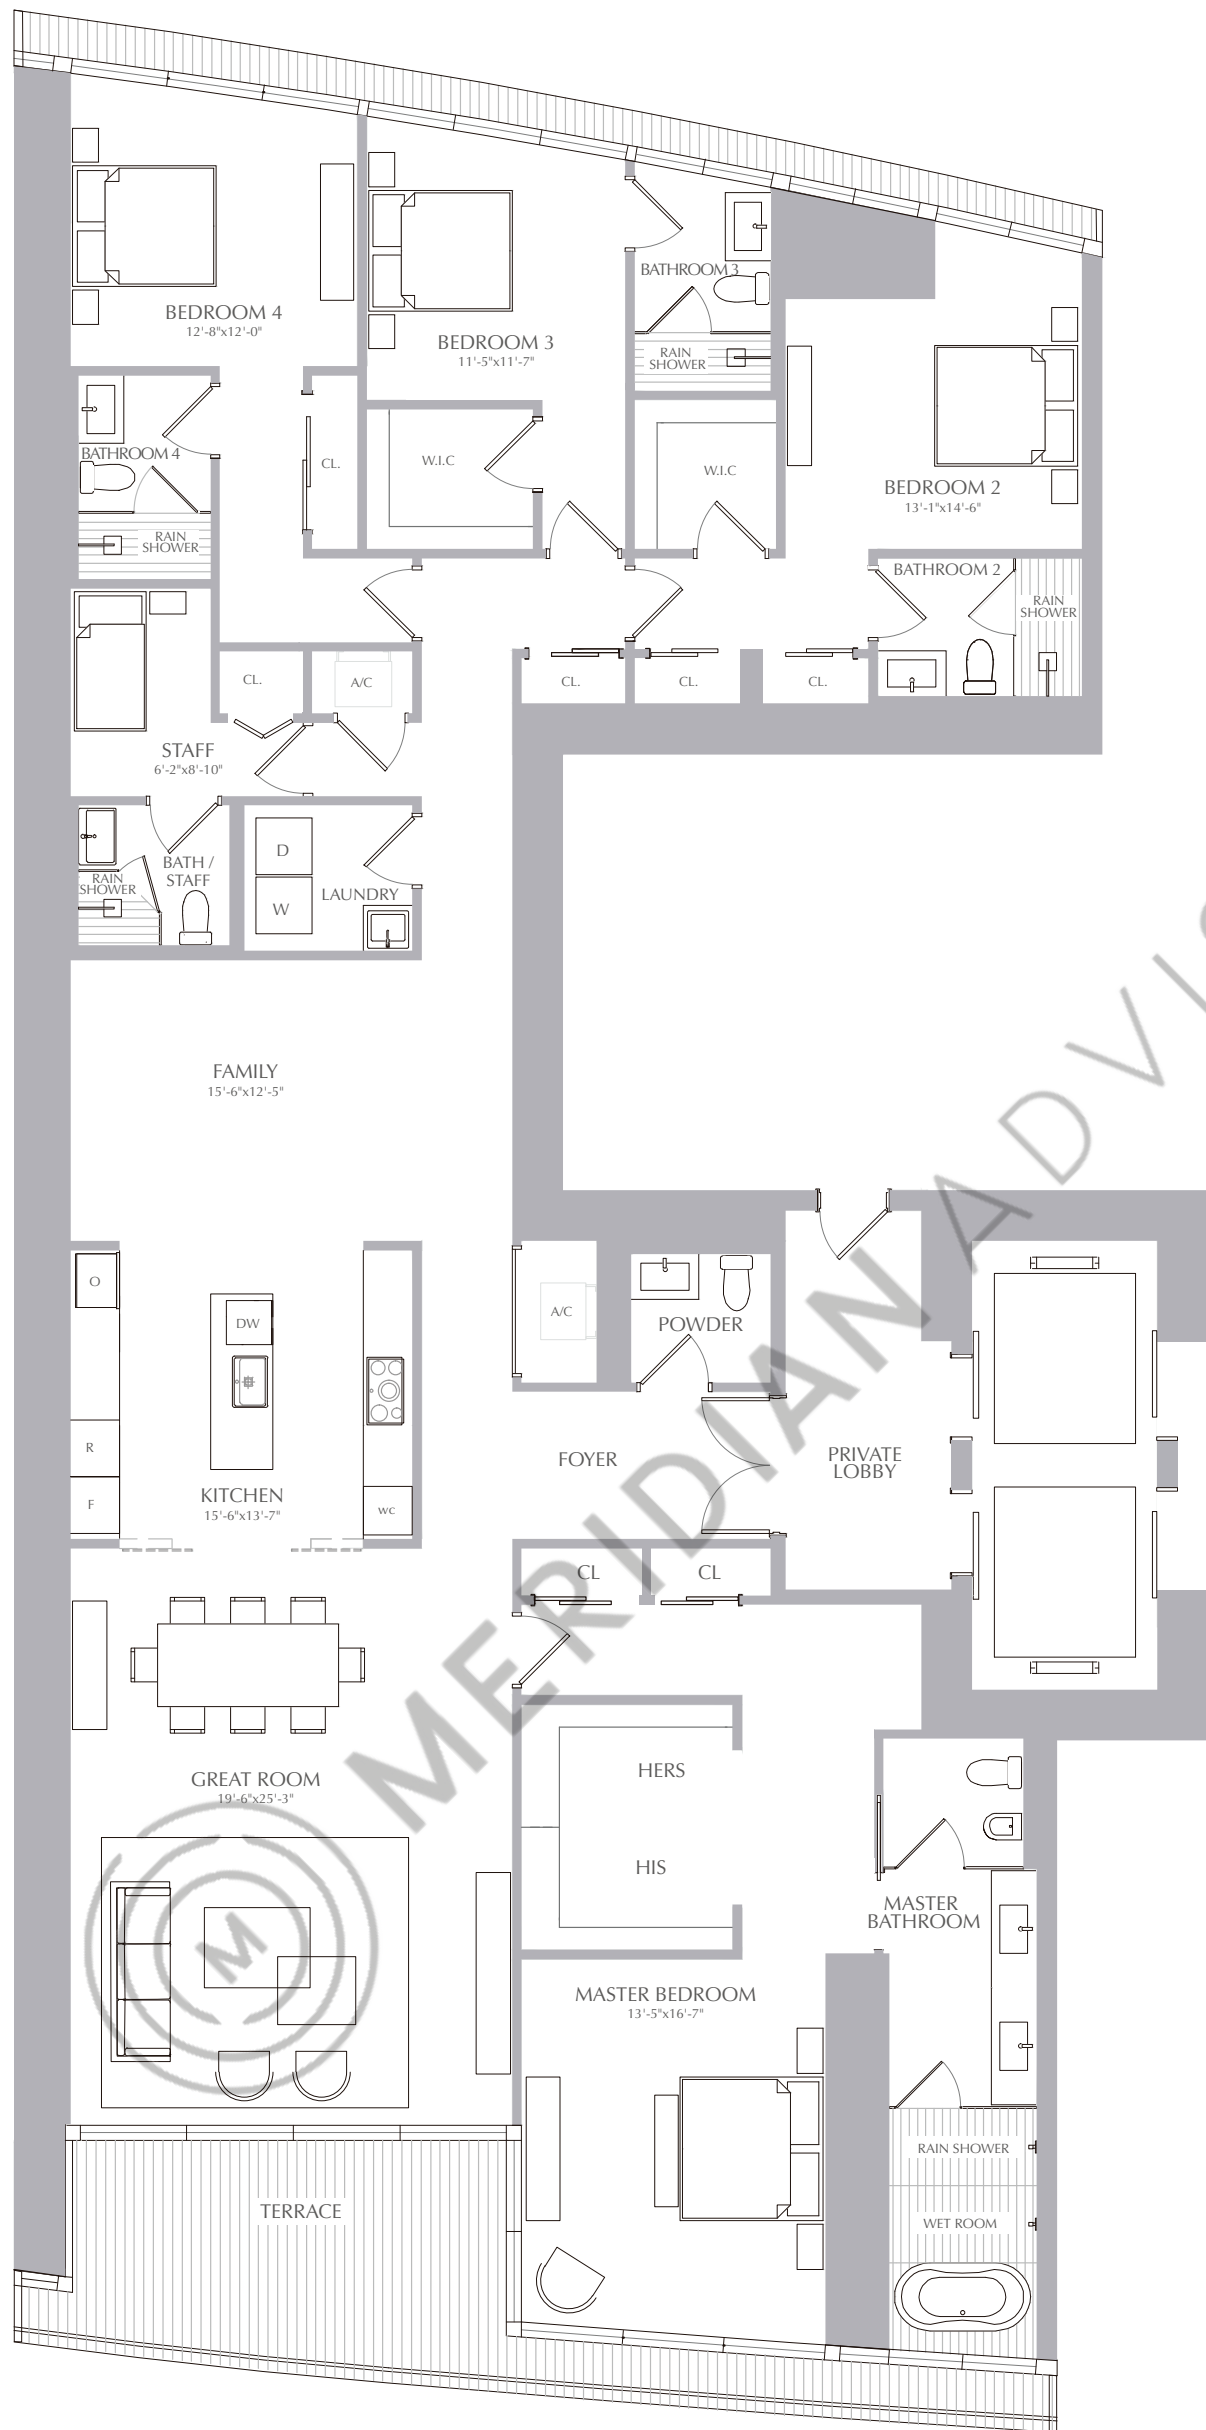 BEDROOM 4
12'-8"x12'-0"
BEDROOM 3
11'-5"x11'-7"
BATHROOM 3
RAIN
SHOWER
BATHROOM 4
RAIN
SHOWER
CL.
W.I.C
W.I.C
BEDROOM 2
13'-1"x14'-6"
BATHROOM 2
RAIN
SHOWER
CL.
A/C
CL.
CL.
CL.
STAFF
6'-2"x8'-10"
BATH /
STAFF
RAIN
SHOWER
D
W
LAUNDRY
FAMILY
15'-6"x12'-5"
O
DW
R
F
KITCHEN
15'-6"x13'-7"
WC
A/C
POWDER
FOYER
PRIVATE
LOBBY
CL
CL
GREAT ROOM
19'-6"x25'-3"
HERS
HIS
MASTER
BATHROOM
MASTER BEDROOM
13'-5"x16'-7"
RAIN SHOWER
WET ROOM
TERRACE
M MERIDIAN